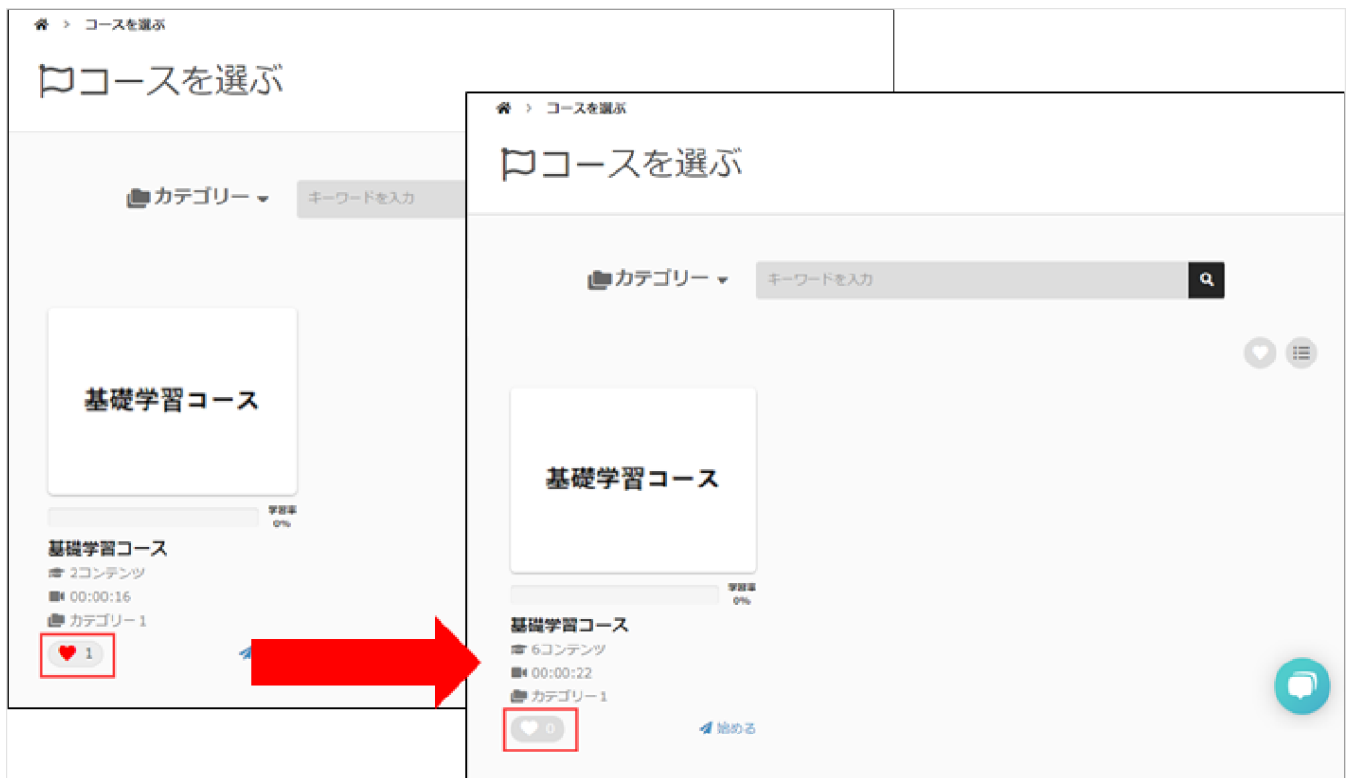 コースを選ぶ
コースを選ぶ
カテゴリー
キーワードを入力
基礎学習コース
学習率
0%
基礎学習コース
2コンテンツ
00:00:16
カテゴリー1
1
コースを選ぶ
コースを選ぶ
カテゴリー
キーワードを入力
基礎学習コース
学習率
0%
基礎学習コース
6コンテンツ
00:00:22
カテゴリー1
0 始める